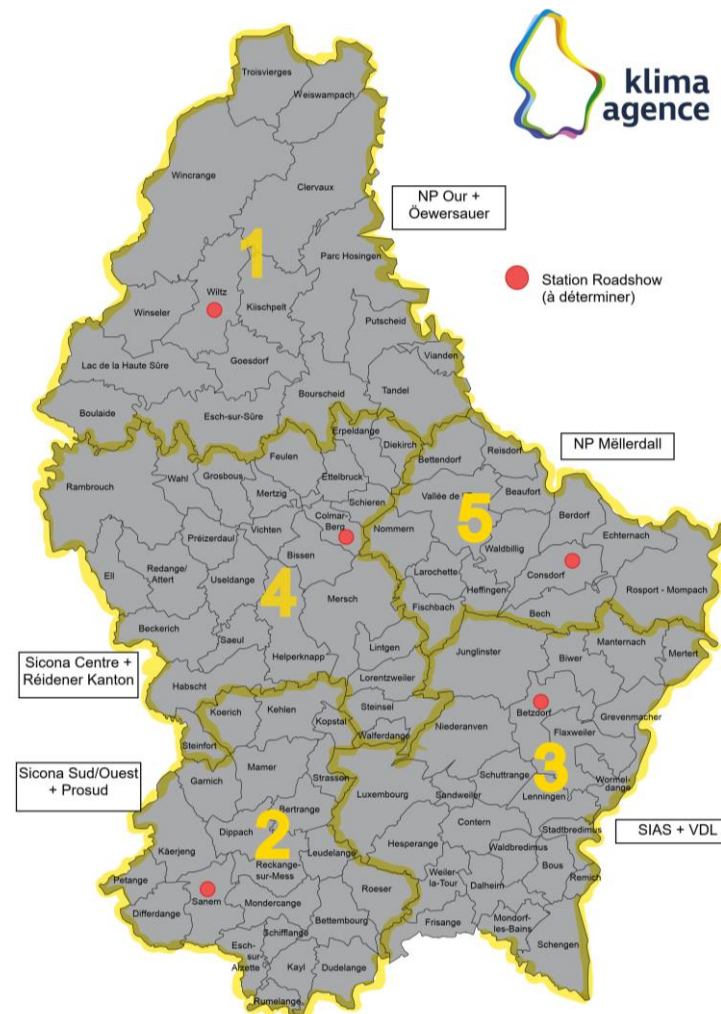 klima
agence
Troisvierges
Weiswampach
Wincrange
Clervaux
NP Our +
Öewersauer
1
Parc Hosingen
Station Roadshow
(à déterminer)
Wiltz
Kiischpelt
Winseler
Putscheid
Lac de la Haute Sûre
Goesdorf
Vianden
Bourscheid
Tandel
Boulaide
Esch-sur-Sûre
Erpeldange
Diekirch
NP Mëllerdall
Feulen
Bettendorf
Reisdorf
Rambrouch
Wahl
Grosbous
Ettelbruck
Mertzig
Vallée de
Beaufort
Schieren
5
Berdorf
Colmar-
Berg
Préizerdaul
Vichten
Nommern
Echternach
Bissen
Waldbillig
Ell
Redange/
Attert
Useldange
4
Larochette
Consdorf
Heffingen
Rosport - Mompach
Mersch
Fischbach
Bech
Beckerich
Saeul
Sicona Centre +
Réidener Kanton
Helperknapp
Lintgen
Junglinster
Manternach
Biwer
Mertert
Lorentzweiler
Habscht
Koerich
Kehlen
Steinsel
Kopstal
Betzdorf
Niederanven
Grevenmacher
Steinfort
Walferdange
Flaxweiler
Sicona Sud/Ouest
+ Prosud
Mamer
Garnich
Strassen
Schuttrange
3
Wormel-
dange
Luxembourg
Sandweiler
Lenningen
Bertrange
Contern
Dippach
2
Stadtbredimus
SIAS + VDL
Leudelange
Hesperange
Waldbredimus
Käerjeng
Reckange-
sur-Mess
Bous
Remich
Petange
Sanem
Roeser
Weiler-
la-Tour
Dalheim
Mondercange
Differdange
Bettembourg
Frisange
Mondorf-
les-Bains
Schifflange
Schengen
Esch-
sur-
Alzette
Kayl
Dudelange
Rumelange